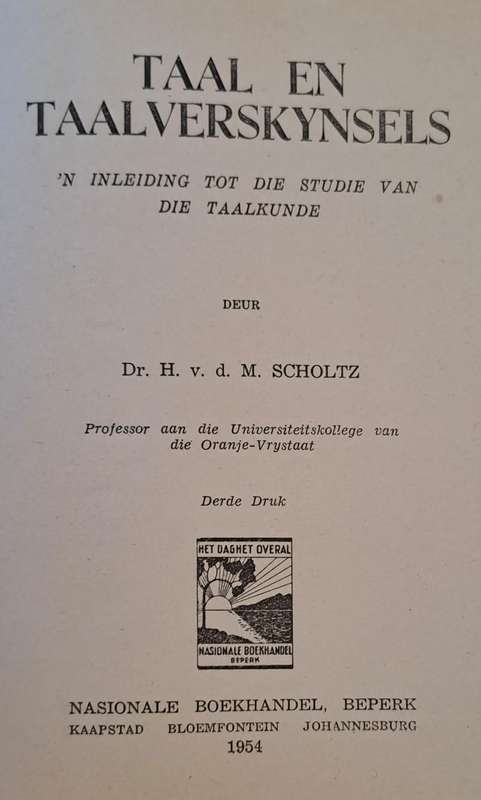 TAAL EN
TAALVERSKYNSELS
'N INLEIDING TOT DIE STUDIE VAN
DIE TAALKUNDE
DEUR
Dr. H. v. d. M. SCHOLTZ
Professor aan die Universiteitskollege van
die Oranje-Vrystaat
Derde Druk
HET DAGHET OVERAL
NASIONALE BOEKHANDEL
BEPERK
NASIONALE BOEKHANDEL, BEPERK
KAAPSTAD BLOEMFONTEIN JOHANNESBURG
1954